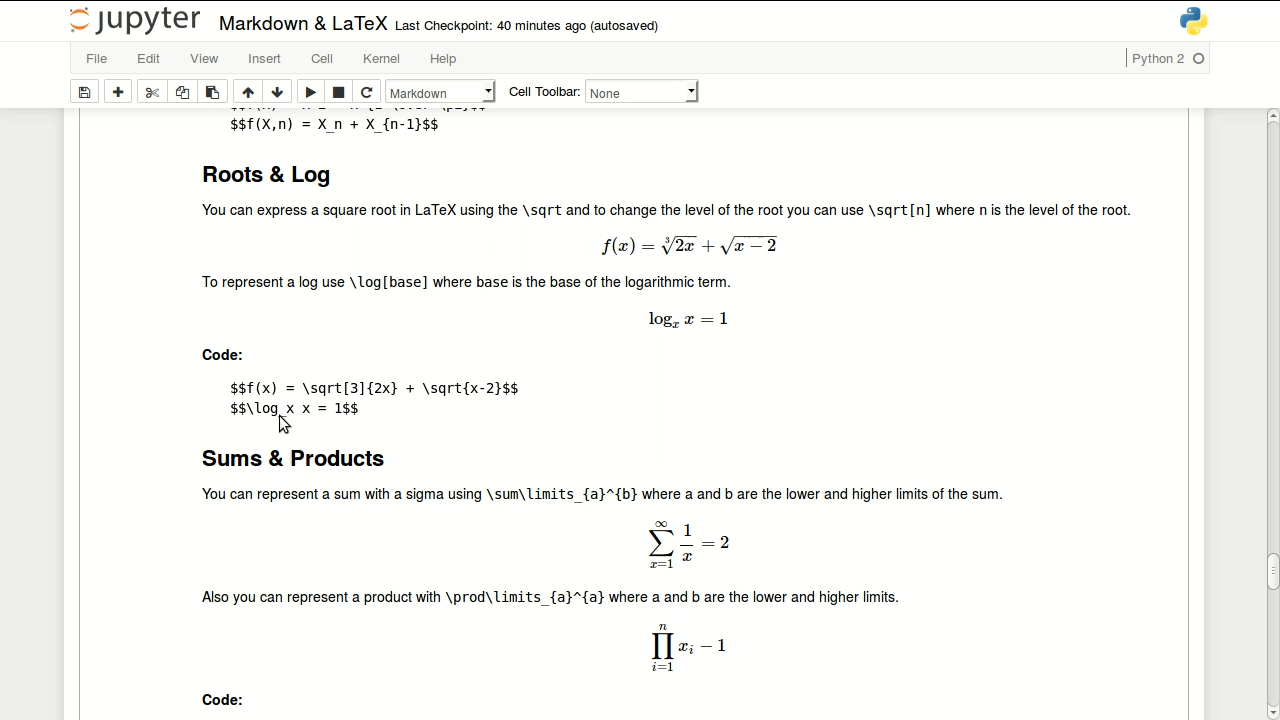 jupyter Markdown & LaTeX Last Checkpoint: 40 minutes ago (autosaved)
File Edit View Insert Cell Kernel Help Python 2
Markdown Cell Toolbar: None
$$f(X,n) = X_n + X_{n-1}$$
Roots & Log
You can express a square root in LaTeX using the \sqrt and to change the level of the root you can use \sqrt[n] where n is the level of the root.
f(x) = ∛(2x) + √(x − 2)
To represent a log use \log[base] where base is the base of the logarithmic term.
logₓ x = 1
Code:
$$f(x) = \sqrt[3]{2x} + \sqrt{x-2}$$
$$\log_x x = 1$$
Sums & Products
You can represent a sum with a sigma using \sum\limits_{a}^{b} where a and b are the lower and higher limits of the sum.
∞
∑ 1/x = 2
x=1
Also you can represent a product with \prod\limits_{a}^{a} where a and b are the lower and higher limits.
n
∏ xᵢ − 1
i=1
Code: